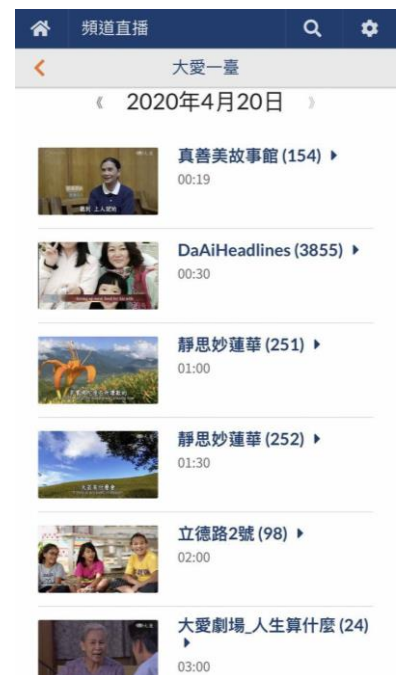 頻道直播
大愛一臺
《 2020年4月20日 》
真善美故事館 (154)
00:19
DaAiHeadlines (3855)
00:30
靜思妙蓮華 (251)
01:00
靜思妙蓮華 (252)
01:30
立德路2號 (98)
02:00
大愛劇場_人生算什麼 (24)
03:00